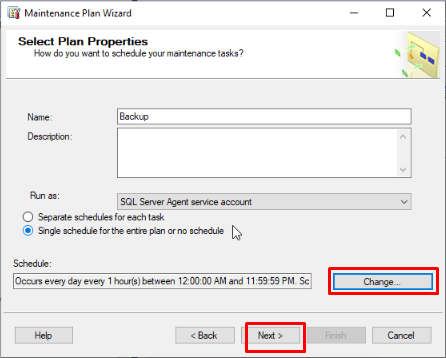 Maintenance Plan Wizard
Select Plan Properties
How do you want to schedule your maintenance tasks?
Name:
Backup
Description:
Run as:
SQL Server Agent service account
Separate schedules for each task
Single schedule for the entire plan or no schedule
Schedule:
Occurs every day every 1 hour(s) between 12:00:00 AM and 11:59:59 PM. Sc
Change...
Help
< Back
Next >
Finish
Cancel